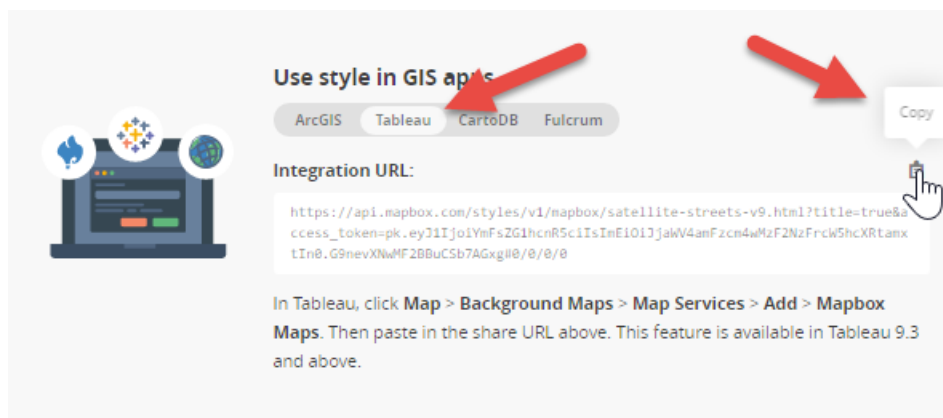 Use style in GIS apps
ArcGIS Tableau CartoDB Fulcrum
Copy
Integration URL:
https://api.mapbox.com/styles/v1/mapbox/satellite-streets-v9.html?title=true&a
ccess_token=pk.eyJ1IjoiYmFsZG1hcnR5ciIsImEiOiJjaWV4amFzcm4wMzF2NzFrcW5hcXRtamx
tIn0.G9nevXNwMF2BBuCSb7AGxg#0/0/0/0
In Tableau, click Map > Background Maps > Map Services > Add > Mapbox
Maps. Then paste in the share URL above. This feature is available in Tableau 9.3
and above.